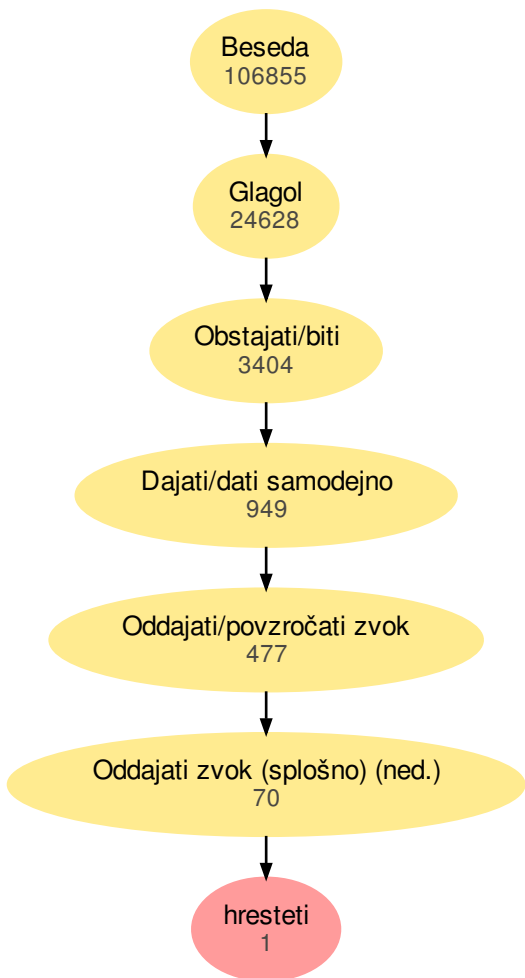 Beseda
106855
Glagol
24628
Obstajati/biti
3404
Dajati/dati samodejno
949
Oddajati/povzročati zvok
477
Oddajati zvok (splošno) (ned.)
70
hresteti
1